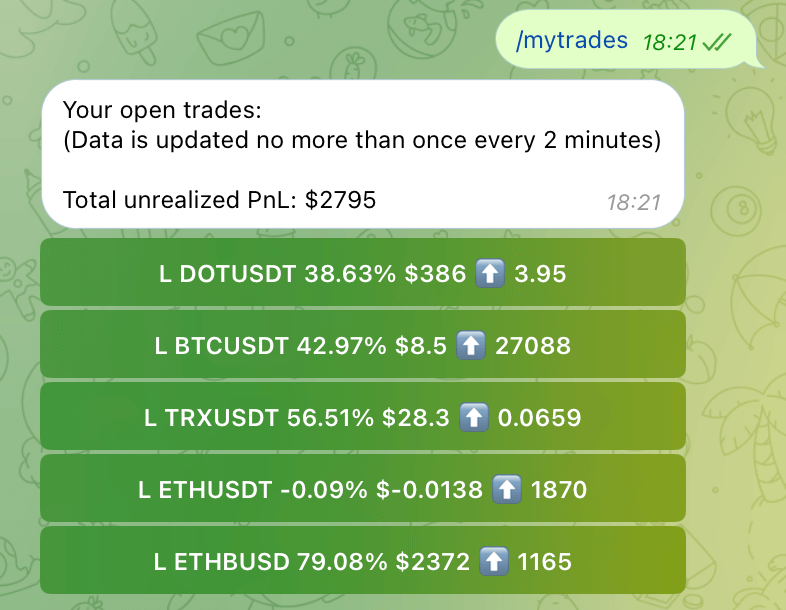 /mytrades 18:21
Your open trades:
(Data is updated no more than once every 2 minutes)
Total unrealized PnL: $2795
18:21
L DOTUSDT 38.63% $386 ⬆️ 3.95
L BTCUSDT 42.97% $8.5 ⬆️ 27088
L TRXUSDT 56.51% $28.3 ⬆️ 0.0659
L ETHUSDT -0.09% $-0.0138 ⬆️ 1870
L ETHBUSD 79.08% $2372 ⬆️ 1165